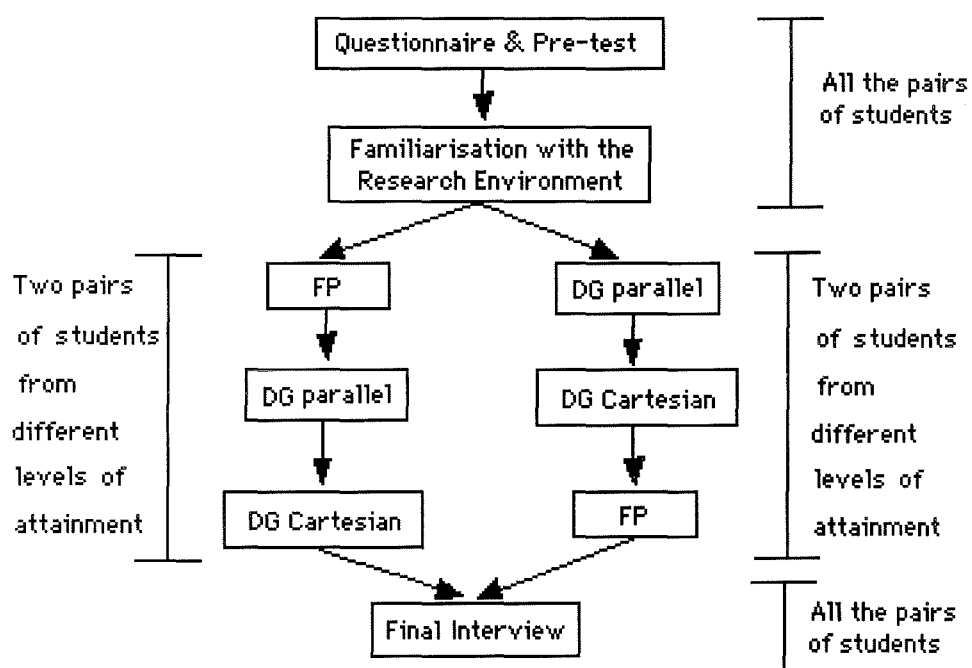 Questionnaire & Pre-test
All the pairs
of students
Familiarisation with the
Research Environment
Two pairs
of students
from
different
levels of
attainment
FP
DG parallel
DG Cartesian
DG parallel
DG Cartesian
FP
Two pairs
of students
from
different
levels of
attainment
Final Interview
All the pairs
of students